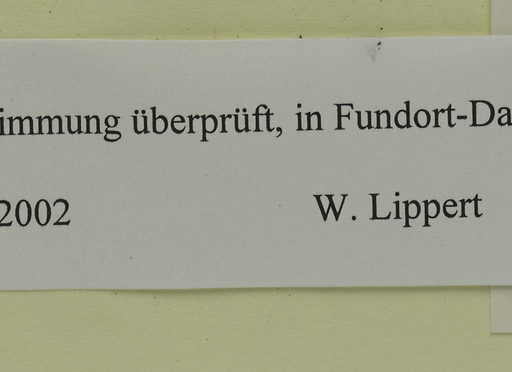 immung überprüft, in Fundort-Da
2002 W. Lippert